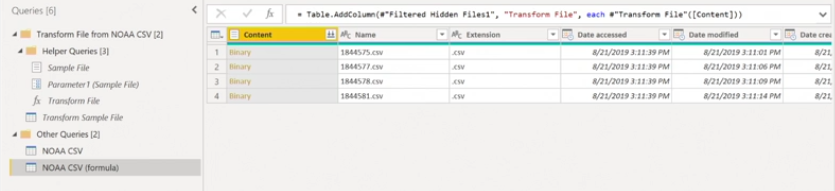 Queries [6]
= Table.AddColumn(#"Filtered Hidden Files1", "Transform File", each #"Transform File"([Content]))
Transform File from NOAA CSV [2]
Helper Queries [3]
Sample File
Parameter1 (Sample File)
fx Transform File
Transform Sample File
Other Queries [2]
NOAA CSV
NOAA CSV (formula)
Content Name Extension Date accessed Date modified Date crea
1 Binary 1844575.csv .csv 8/21/2019 3:11:39 PM 8/21/2019 3:11:01 PM 8/21,
2 Binary 1844577.csv .csv 8/21/2019 3:11:39 PM 8/21/2019 3:11:06 PM 8/21,
3 Binary 1844578.csv .csv 8/21/2019 3:11:39 PM 8/21/2019 3:11:09 PM 8/21,
4 Binary 1844581.csv .csv 8/21/2019 3:11:39 PM 8/21/2019 3:11:14 PM 8/21,